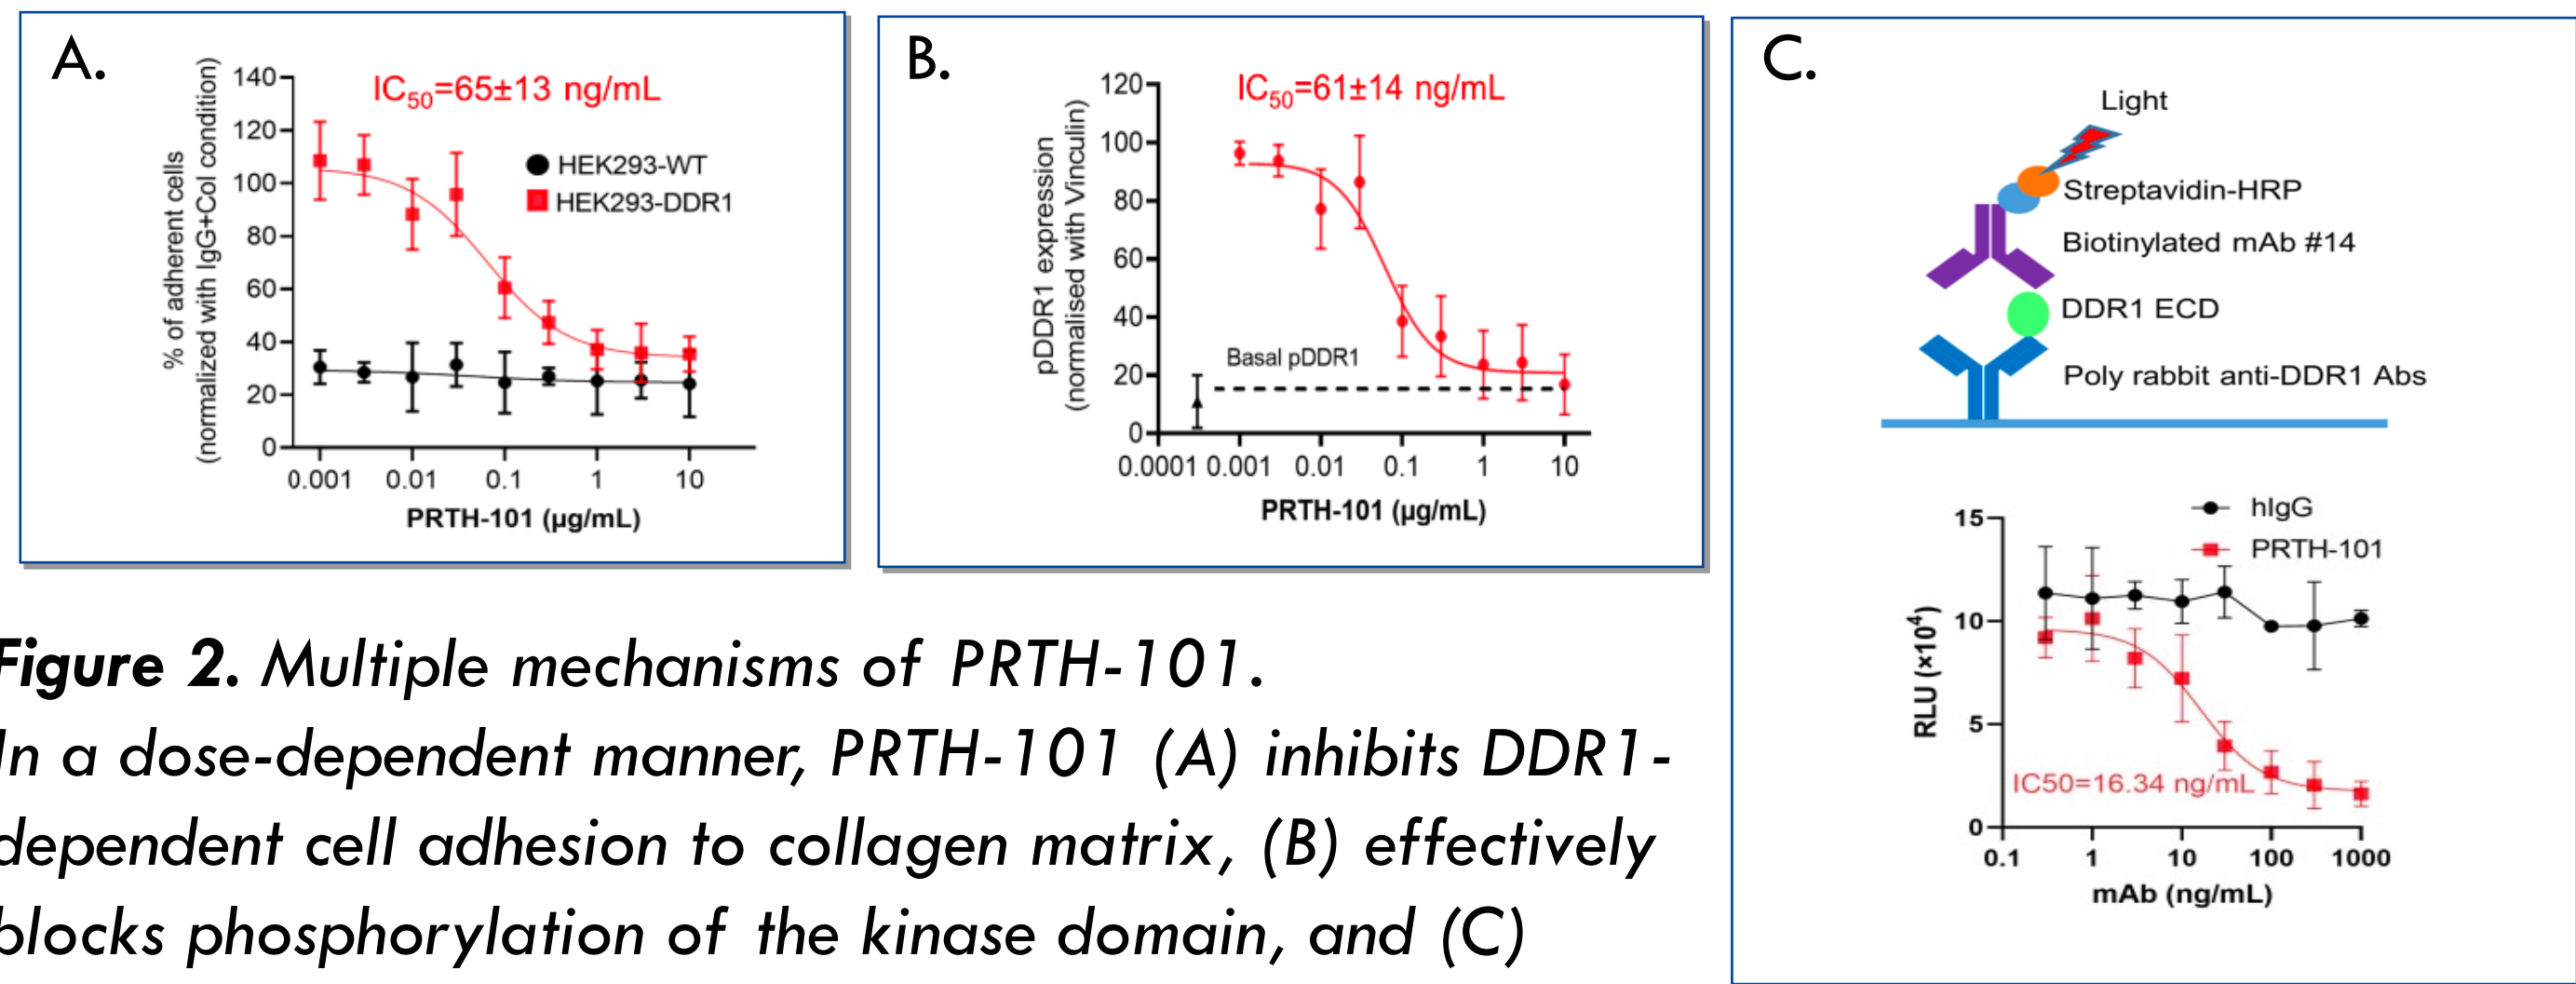 A.
IC50=65±13 ng/mL
% of adherent cells
(normalized with IgG+Col condition)
140
120
100
80
60
40
20
0
HEK293-WT
HEK293-DDR1
0.001 0.01 0.1 1 10
PRTH-101 (µg/mL)
B.
IC50=61±14 ng/mL
pDDR1 expression
(normalised with Vinculin)
120
100
80
60
40
20
0
Basal pDDR1
0.0001 0.001 0.01 0.1 1 10
PRTH-101 (µg/mL)
C.
Light
Streptavidin-HRP
Biotinylated mAb #14
DDR1 ECD
Poly rabbit anti-DDR1 Abs
hIgG
PRTH-101
RLU (×10⁴)
15
10
5
0
IC50=16.34 ng/mL
0.1 1 10 100 1000
mAb (ng/mL)
Figure 2. Multiple mechanisms of PRTH-101.
In a dose-dependent manner, PRTH-101 (A) inhibits DDR1-
dependent cell adhesion to collagen matrix, (B) effectively
blocks phosphorylation of the kinase domain, and (C)